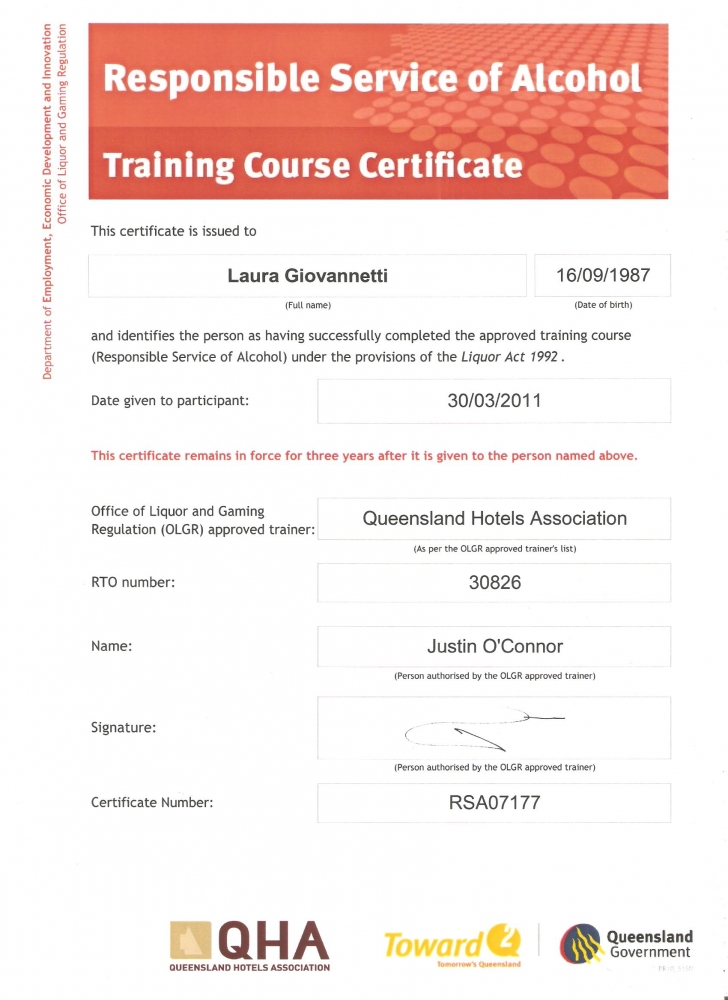 Department of Employment, Economic Development and Innovation
Office of Liquor and Gaming Regulation
Responsible Service of Alcohol
Training Course Certificate
This certificate is issued to
Laura Giovannetti 16/09/1987
(Full name) (Date of birth)
and identifies the person as having successfully completed the approved training course
(Responsible Service of Alcohol) under the provisions of the Liquor Act 1992 .
Date given to participant: 30/03/2011
This certificate remains in force for three years after it is given to the person named above.
Office of Liquor and Gaming
Regulation (OLGR) approved trainer: Queensland Hotels Association
(As per the OLGR approved trainer's list)
RTO number: 30826
Name: Justin O'Connor
(Person authorised by the OLGR approved trainer)
Signature:
(Person authorised by the OLGR approved trainer)
Certificate Number: RSA07177
QHA
QUEENSLAND HOTELS ASSOCIATION
Toward Q2
Tomorrow's Queensland
Queensland
Government